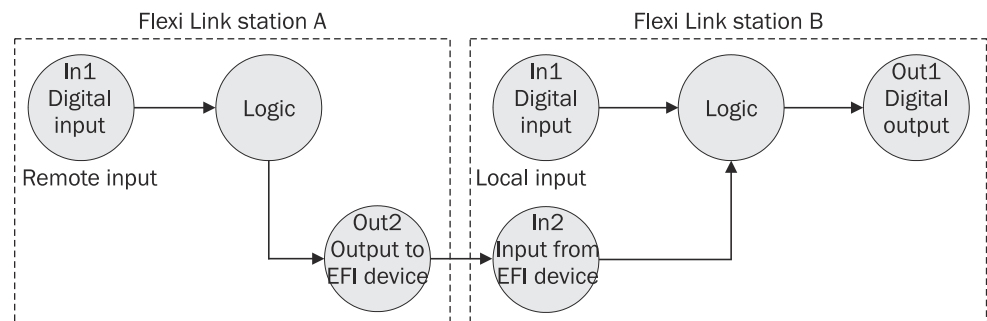 Flexi Link station A
Flexi Link station B
In1
Digital
input
Logic
In1
Digital
input
Logic
Out1
Digital
output
Remote input
Local input
Out2
Output to
EFI device
In2
Input from
EFI device